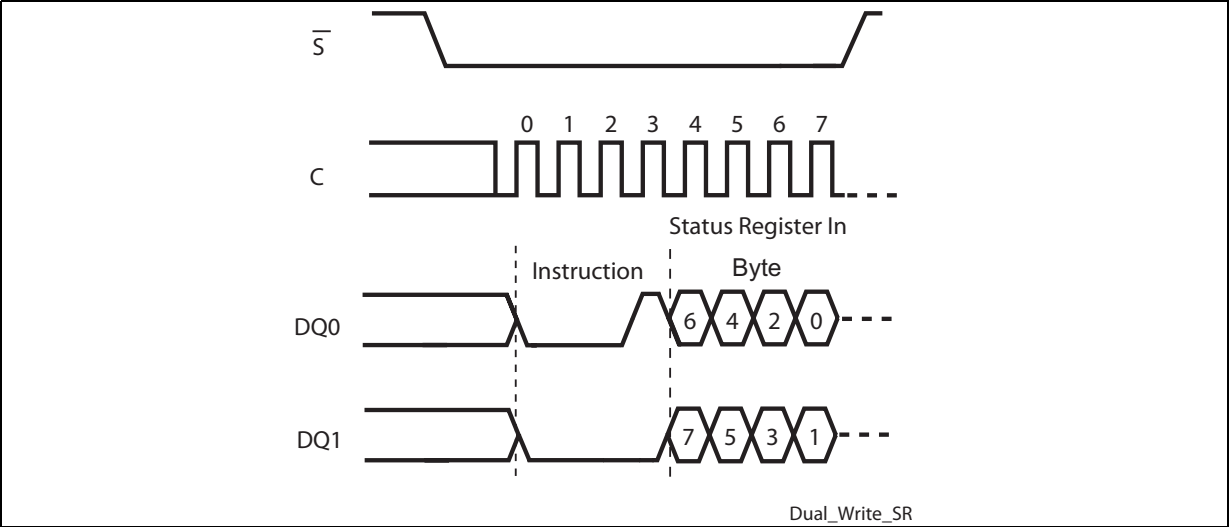 S̅
0 1 2 3 4 5 6 7
C
Status Register In
Instruction Byte
DQ0 6 4 2 0
DQ1 7 5 3 1
Dual_Write_SR